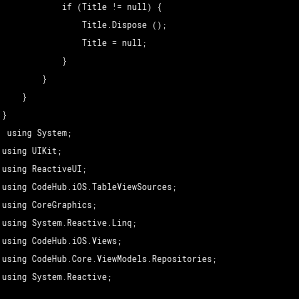 if (Title != null) {
                Title.Dispose ();
                Title = null;
            }
        }
    }
}
 using System;
using UIKit;
using ReactiveUI;
using CodeHub.iOS.TableViewSources;
using CoreGraphics;
using System.Reactive.Linq;
using CodeHub.iOS.Views;
using CodeHub.Core.ViewModels.Repositories;
using System.Reactive;